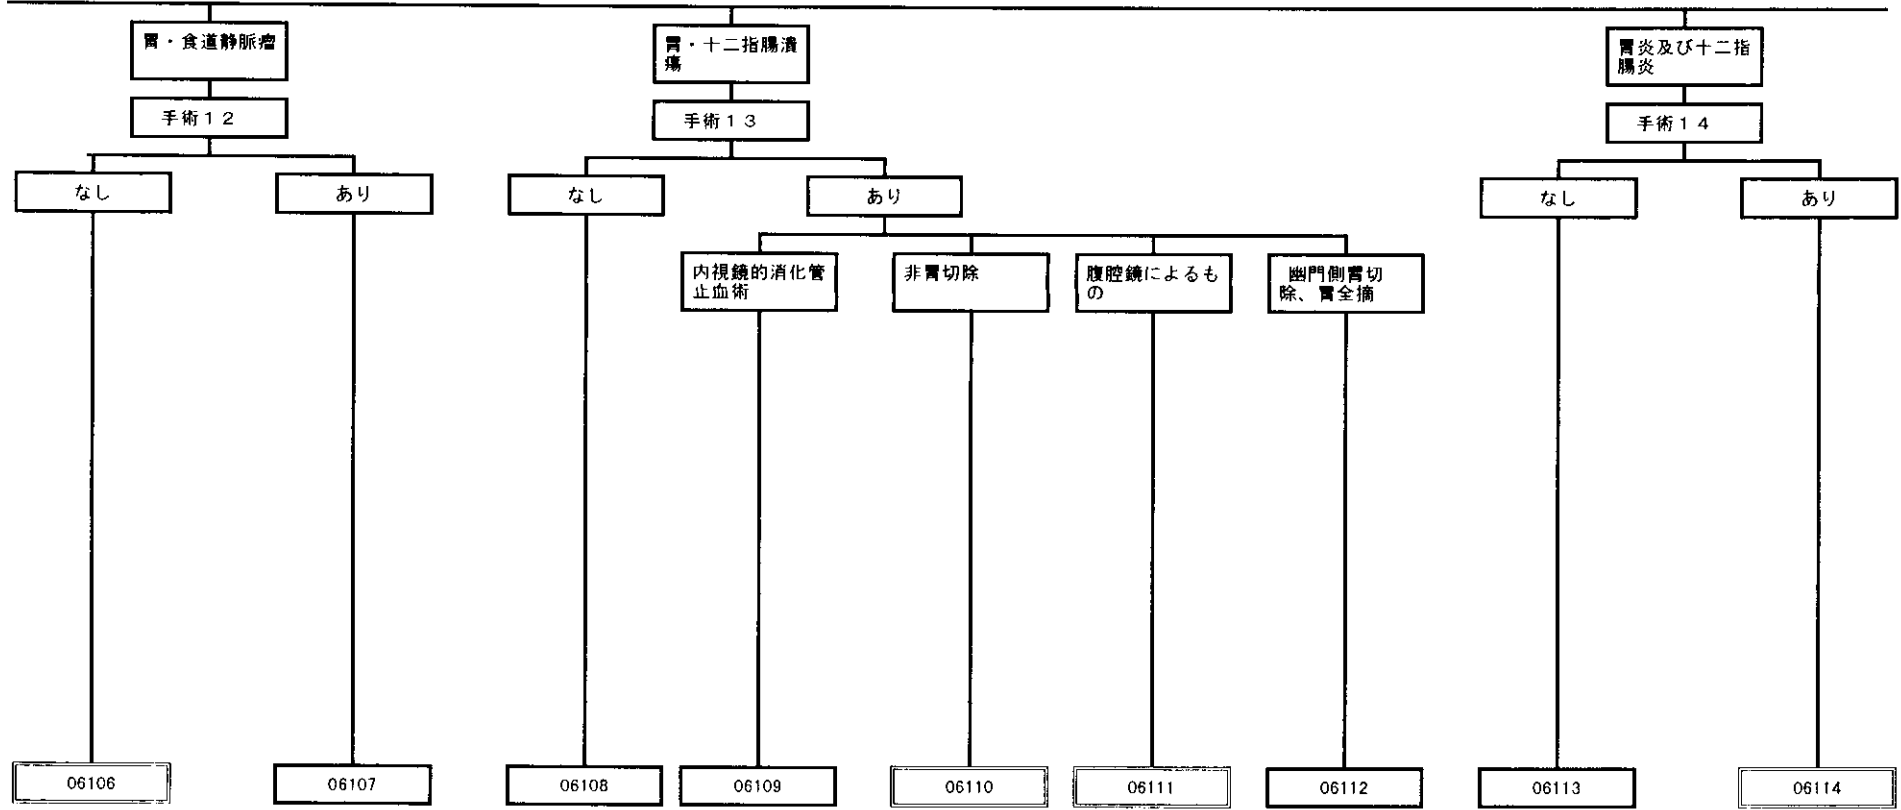 胃・食道静脈瘤
手術12
なし
あり
06106
06107
胃・十二指腸潰
瘍
手術13
なし
あり
内視鏡的消化管
止血術
非胃切除
腹腔鏡によるも
の
幽門側胃切
除、胃全摘
06108
06109
06110
06111
06112
胃炎及び十二指
腸炎
手術14
なし
あり
06113
06114